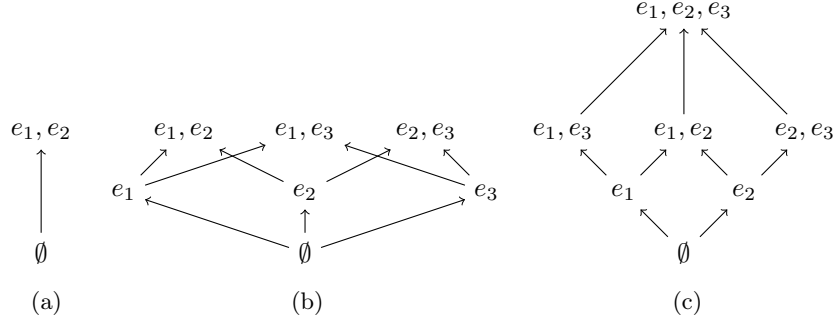 e₁, e₂, e₃
e₁, e₂ e₁, e₂ e₁, e₃ e₂, e₃ e₁, e₃ e₁, e₂ e₂, e₃
e₁ e₂ e₃ e₁ e₂
∅ ∅ ∅
(a) (b) (c)